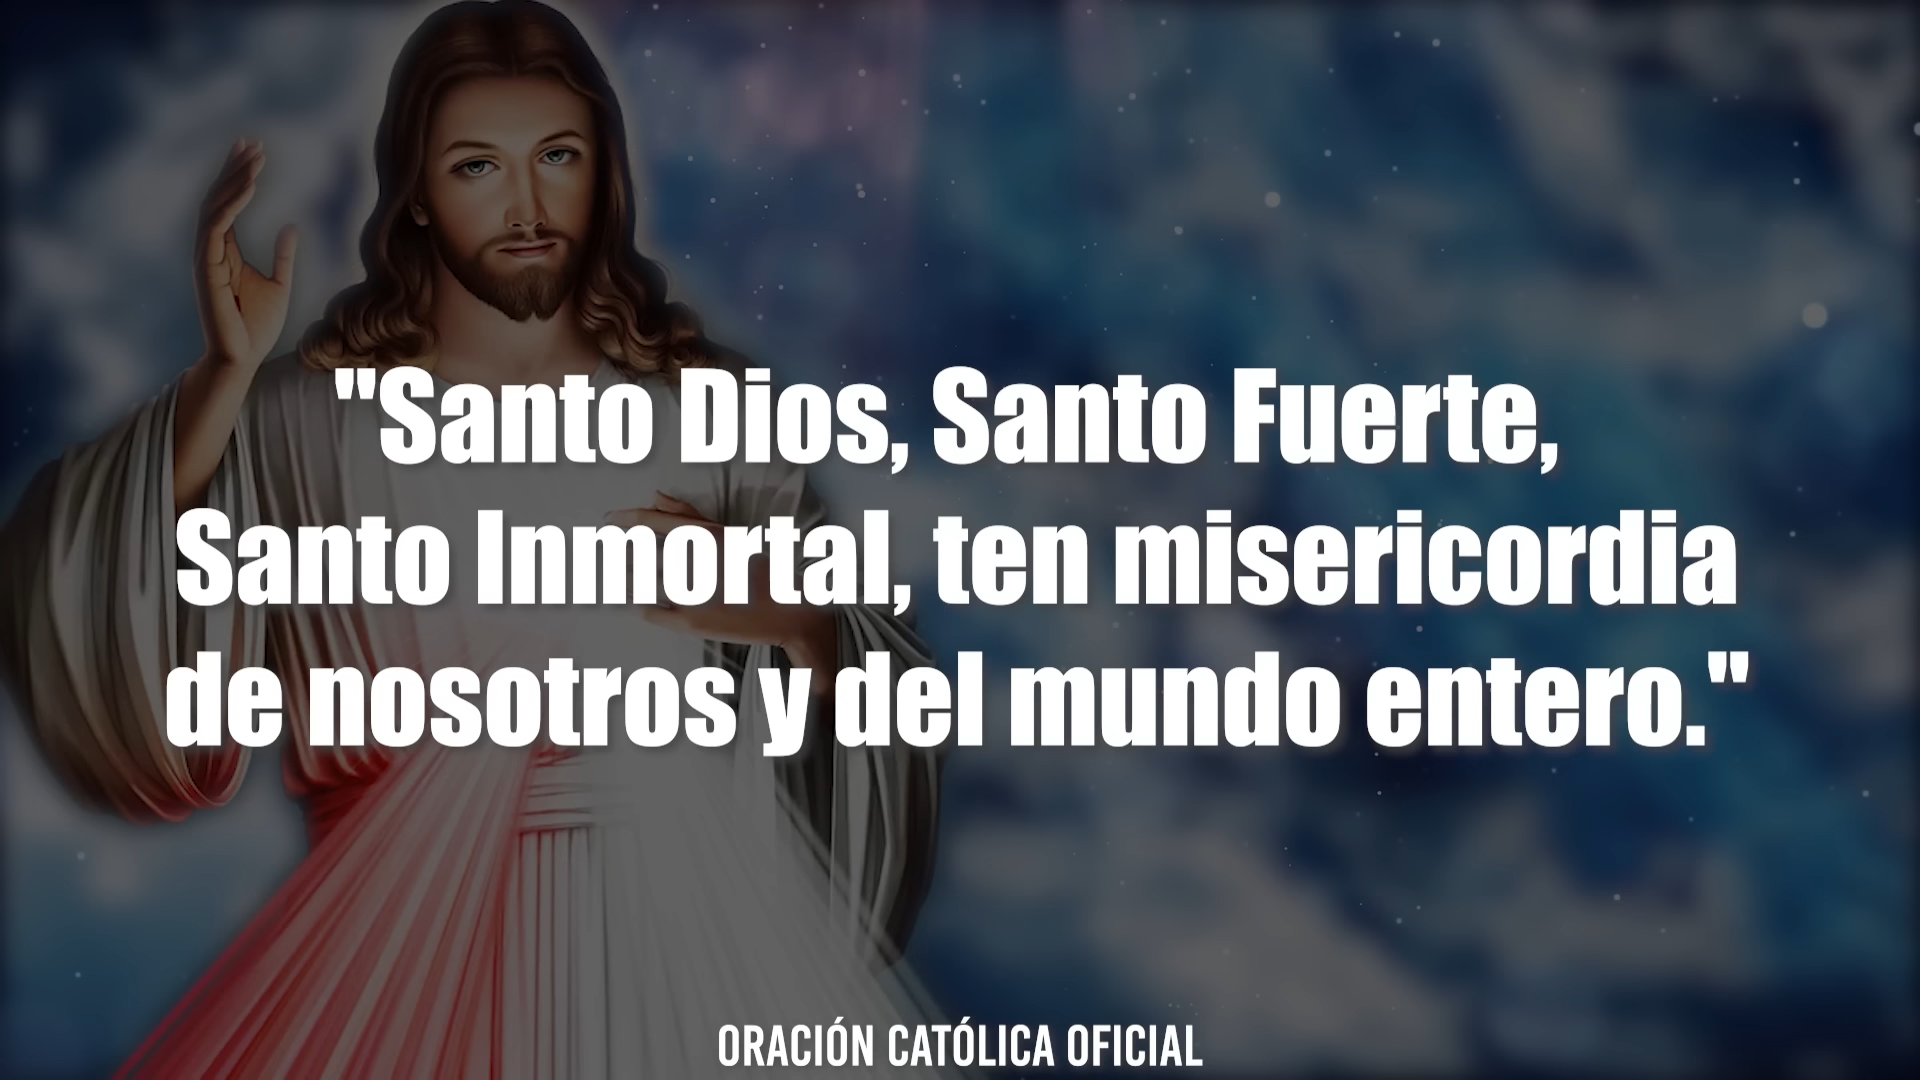 "Santo Dios, Santo Fuerte,
Santo Inmortal, ten misericordia
de nosotros y del mundo entero."
ORACIÓN CATÓLICA OFICIAL